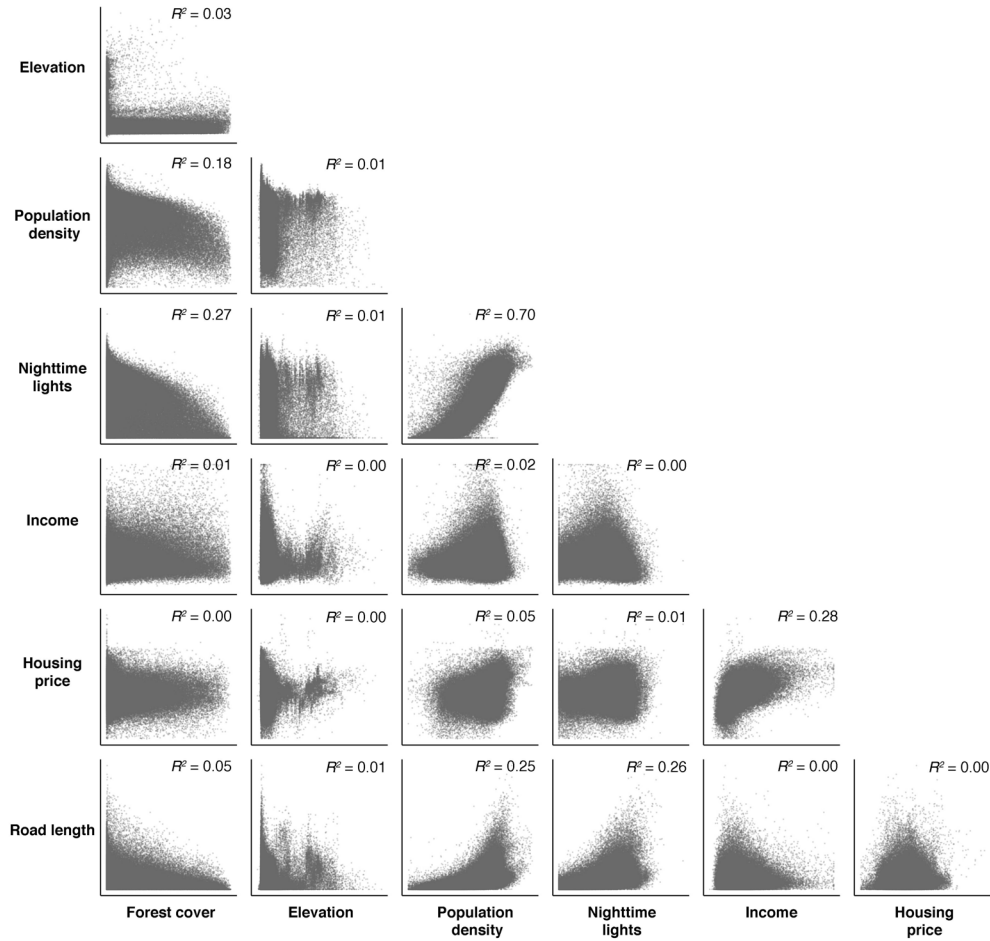 R² = 0.03
Elevation
R² = 0.18
R² = 0.01
Population
density
R² = 0.27
R² = 0.01
R² = 0.70
Nighttime
lights
R² = 0.01
R² = 0.00
R² = 0.02
R² = 0.00
Income
R² = 0.00
R² = 0.00
R² = 0.05
R² = 0.01
R² = 0.28
Housing
price
R² = 0.05
R² = 0.01
R² = 0.25
R² = 0.26
R² = 0.00
R² = 0.00
Road length
Forest cover
Elevation
Population
density
Nighttime
lights
Income
Housing
price